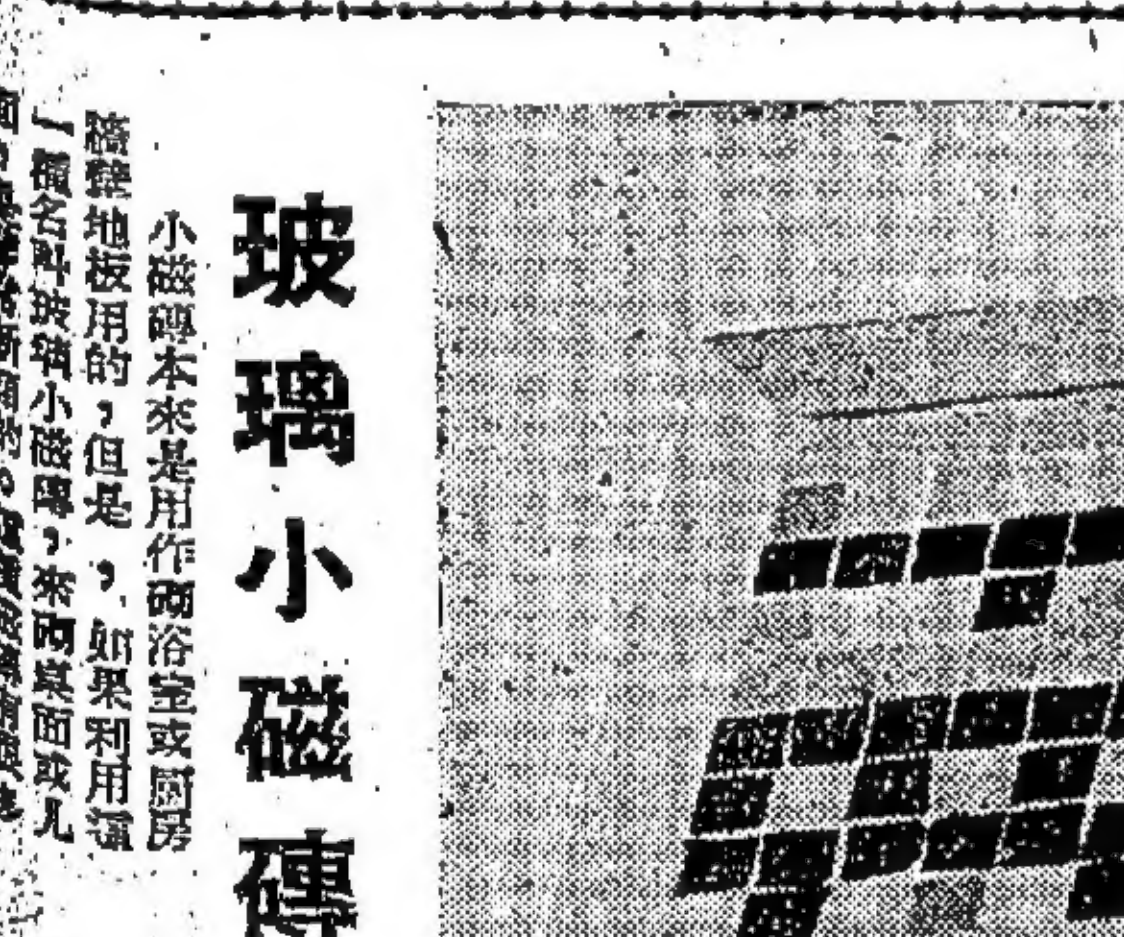 玻璃小磁磚
小磁磚本來是用作砌浴室或厨房
牆壁地板用的，但是，如果利用這
一種名叫玻璃小磁磚，來砌桌面或几